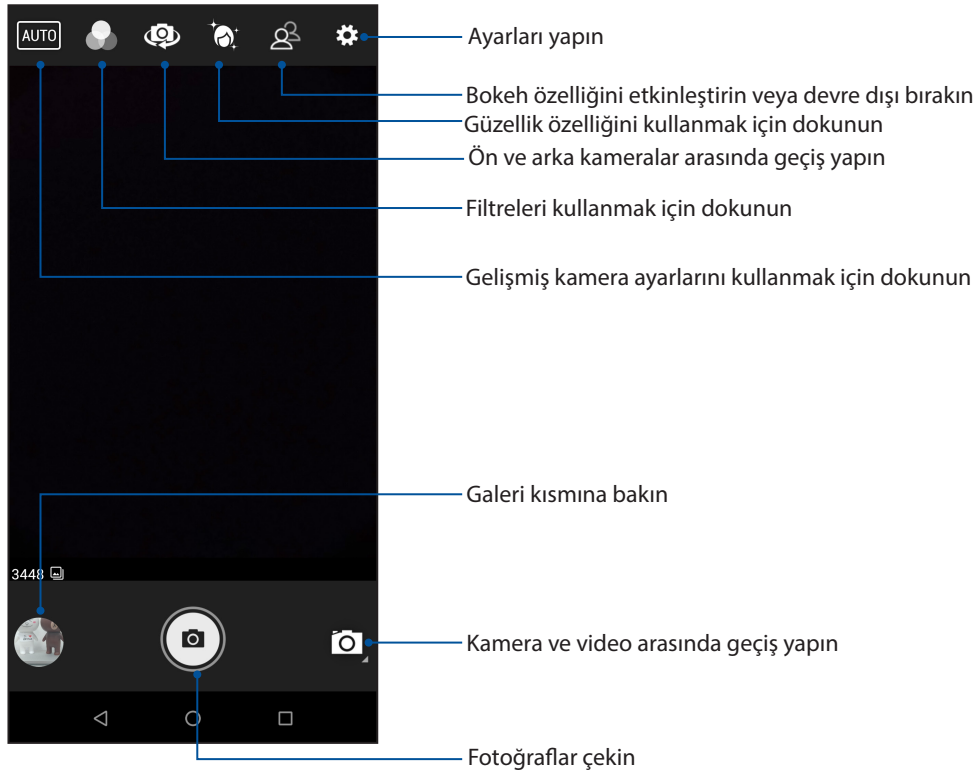 AUTO
Ayarları yapın
Bokeh özelliğini etkinleştirin veya devre dışı bırakın
Güzellik özelliğini kullanmak için dokunun
Ön ve arka kameralar arasında geçiş yapın
Filtreleri kullanmak için dokunun
Gelişmiş kamera ayarlarını kullanmak için dokunun
Galeri kısmına bakın
3448
Kamera ve video arasında geçiş yapın
Fotoğraflar çekin